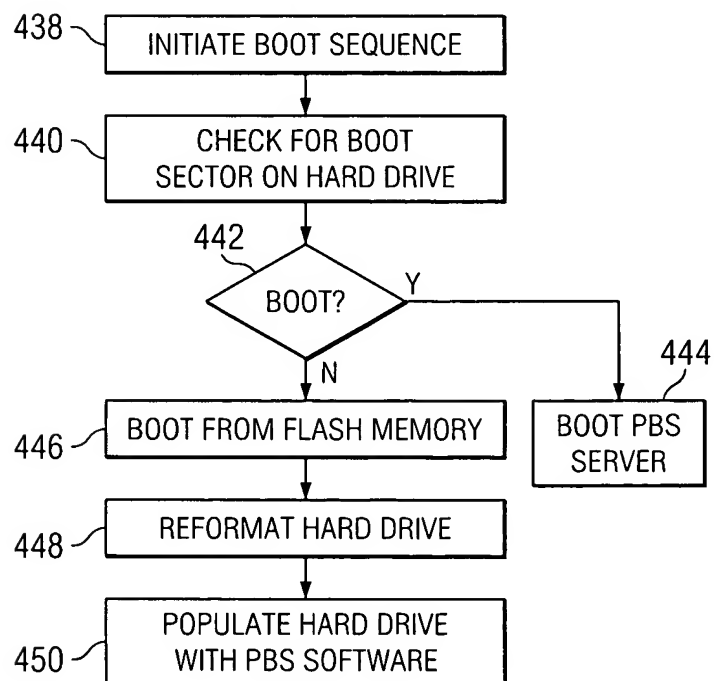 438
INITIATE BOOT SEQUENCE
440
CHECK FOR BOOT
SECTOR ON HARD DRIVE
442
BOOT?
Y
N
444
BOOT PBS
SERVER
446
BOOT FROM FLASH MEMORY
448
REFORMAT HARD DRIVE
450
POPULATE HARD DRIVE
WITH PBS SOFTWARE